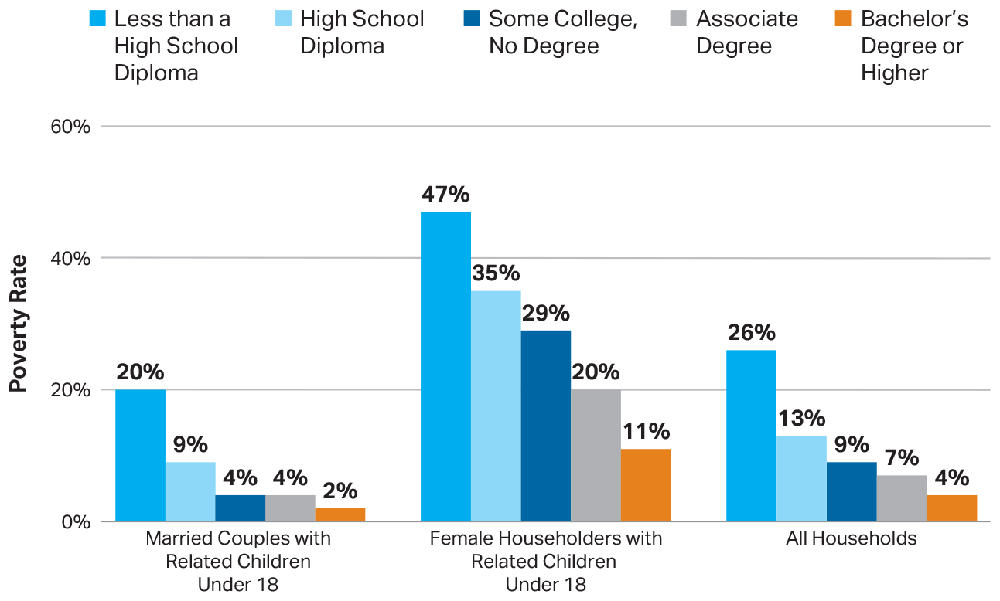 Less than a
High School
Diploma
High School
Diploma
Some College,
No Degree
Associate
Degree
Bachelor’s
Degree or
Higher
Poverty Rate
60%
40%
20%
0%
20%
9%
4%
4%
2%
47%
35%
29%
20%
11%
26%
13%
9%
7%
4%
Married Couples with
Related Children
Under 18
Female Householders with
Related Children
Under 18
All Households